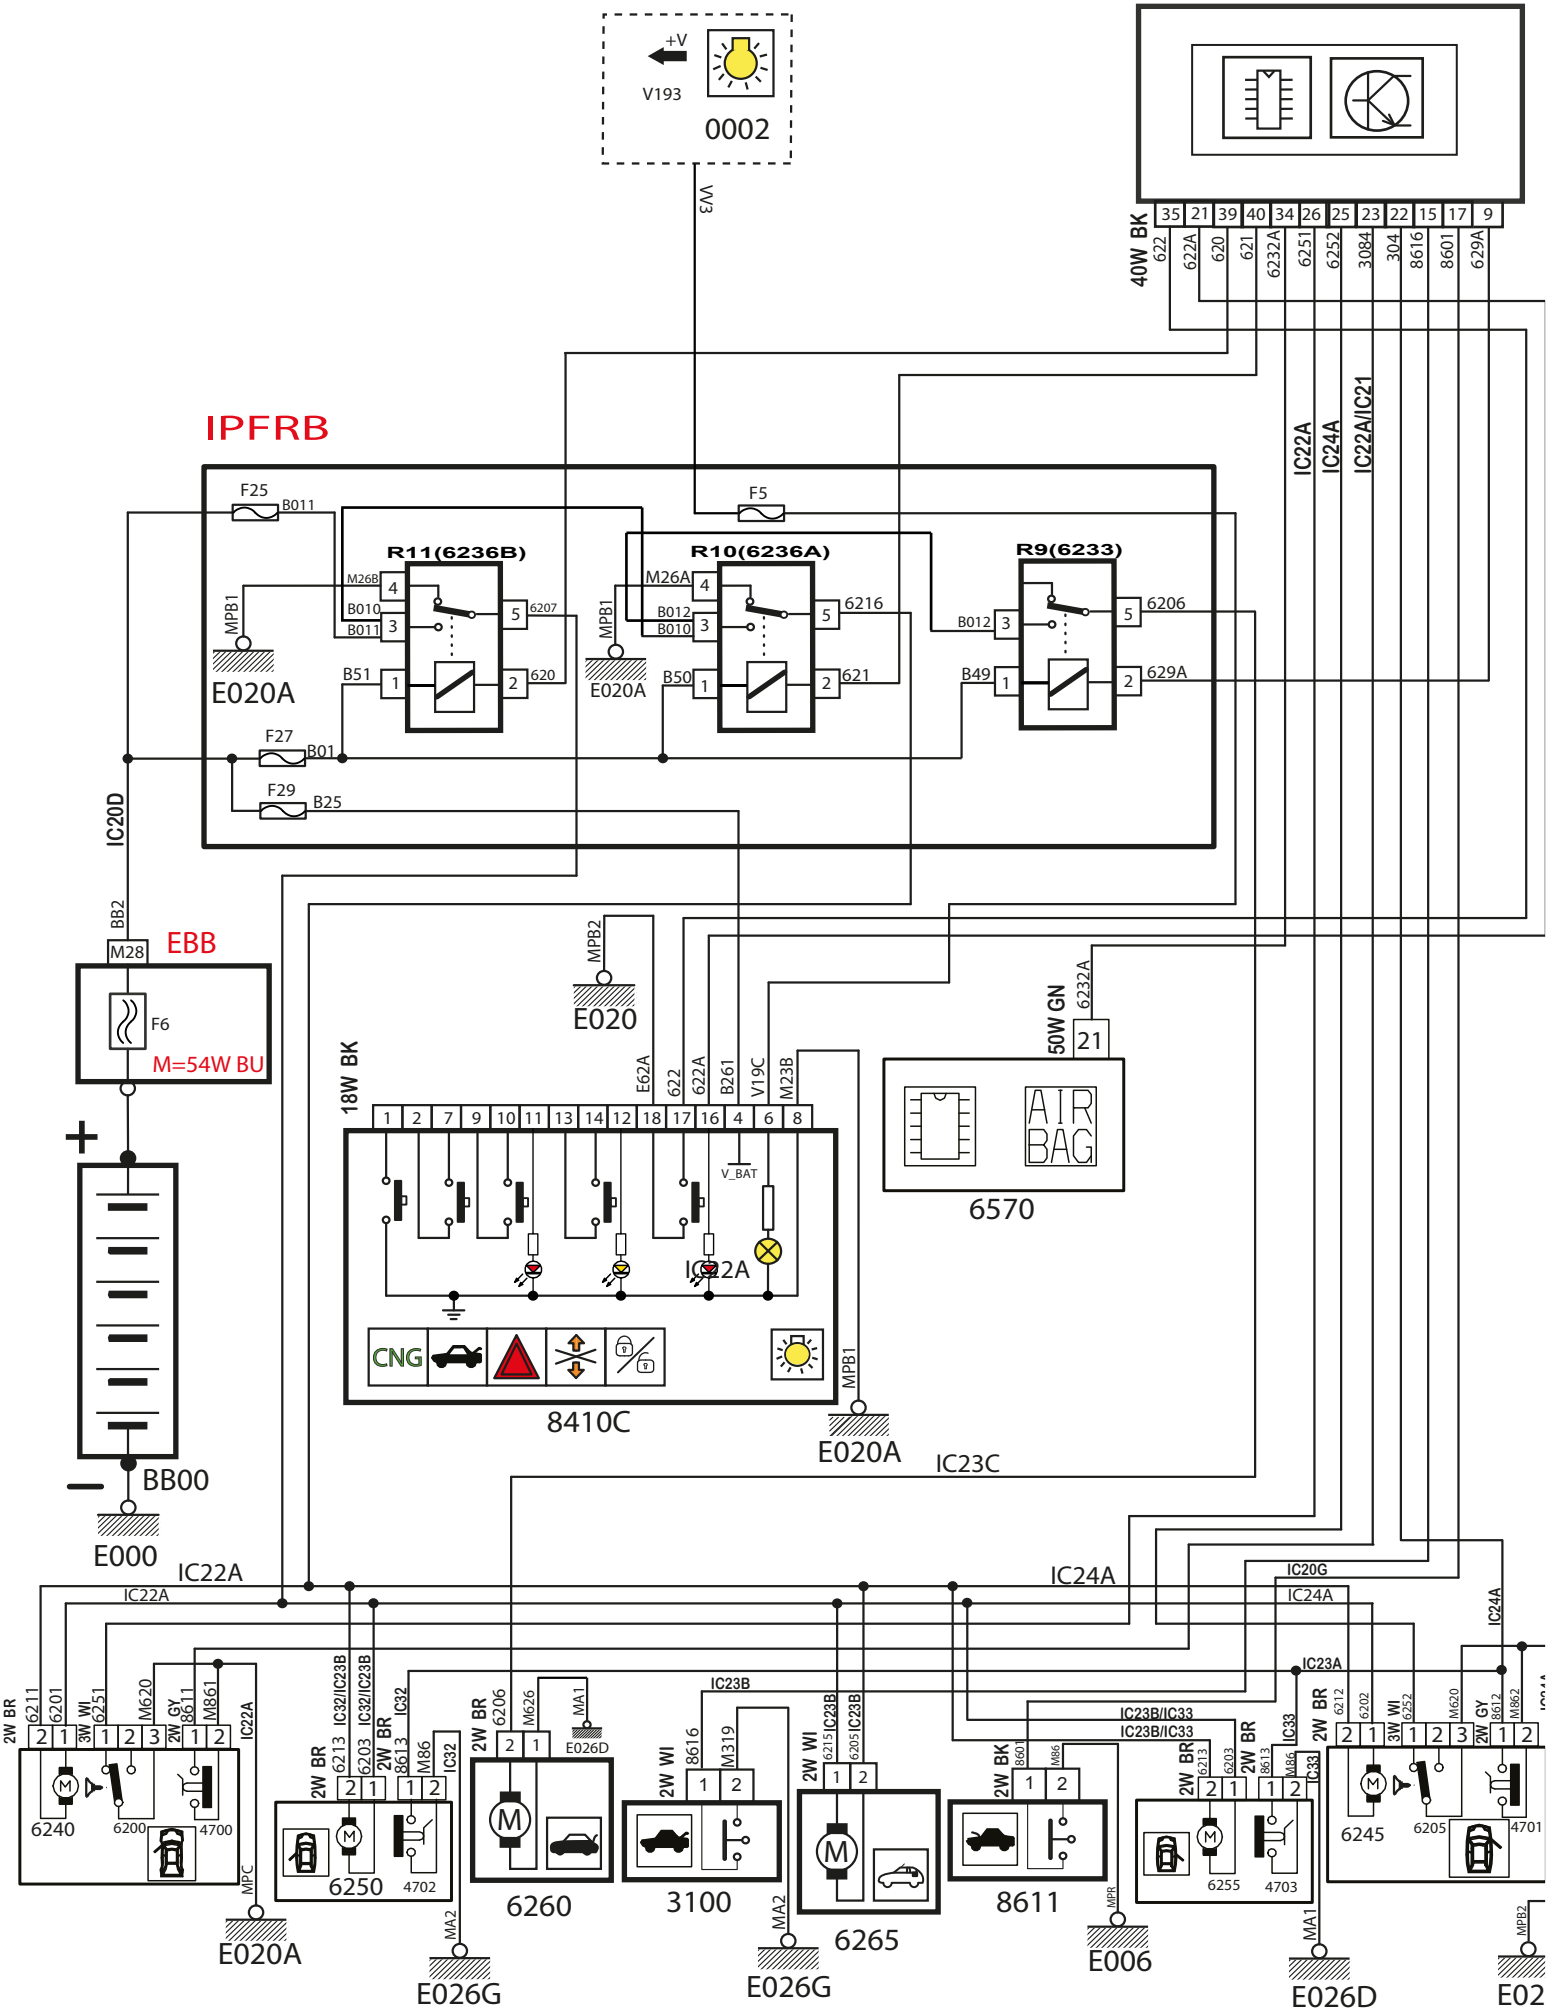 +V
V193
0002
VV3
40W BK
35 21 39 40 34 26 25 23 22 15 17 9
622 622A 620 621 6232A 6251 6252 3084 304 8616 8601 629A
IC22A IC24A IC22A/IC21
IPFRB
F25 B011
F5
R11(6236B) R10(6236A) R9(6233)
M26B 4
B010
B011 3
5 6207
B51 1
2 620
MPB1
E020A
M26A 4
B012
B010 3
5 6216
B50 1
2 621
MPB1
E020A
B012 3
5 6206
B49 1
2 629A
F27 B01
F29 B25
IC20D
BB2
M28 EBB
F6
M=54W BU
+
BB00
E000
MPB2
E020
18W BK
E62A 622 622A B261 V19C M23B
1 2 7 9 10 11 13 14 12 18 17 16 4 6 8
V_BAT
IC22A
CNG
8410C
MPB1
E020A
50W GN
6232A
21
AIR
BAG
6570
IC23C
IC22A
IC22A
IC24A
IC24A
IC20G
IC24A
IC23A
IC23B
IC23B/IC33
IC23B/IC33
2W BR 6211 6201 3W WI 6251 M620 2W GY 8611 M861 IC22A
2 1 1 2 3 1 2
M
6240 6200 4700
MPC
E020A
2W BR 6213 IC32/IC23B 6203 IC32/IC23B 2W BR 8613 IC32 M86 IC32
2 1 1 2
M
6250 4702
MA2
E026G
2W BR 6206 M626 MA1
2 1
E026D
M
6260
2W WI 8616 M319
1 2
3100
MA2
E026G
2W WI 6215 IC23B 6205 IC23B
1 2
M
6265
2W BK 8601 M86
1 2
8611
MPR
E006
2W BR 6213 6203 2W BR 8613 IC33 M86 IC33
2 1 1 2
M
6255 4703
MA1
E026D
2W BR 6212 6202 3W WI 6252 M620 2W GY 8612 M862
2 1 1 2 3 1 2
M
6245 6205 4701
MPB2
E02